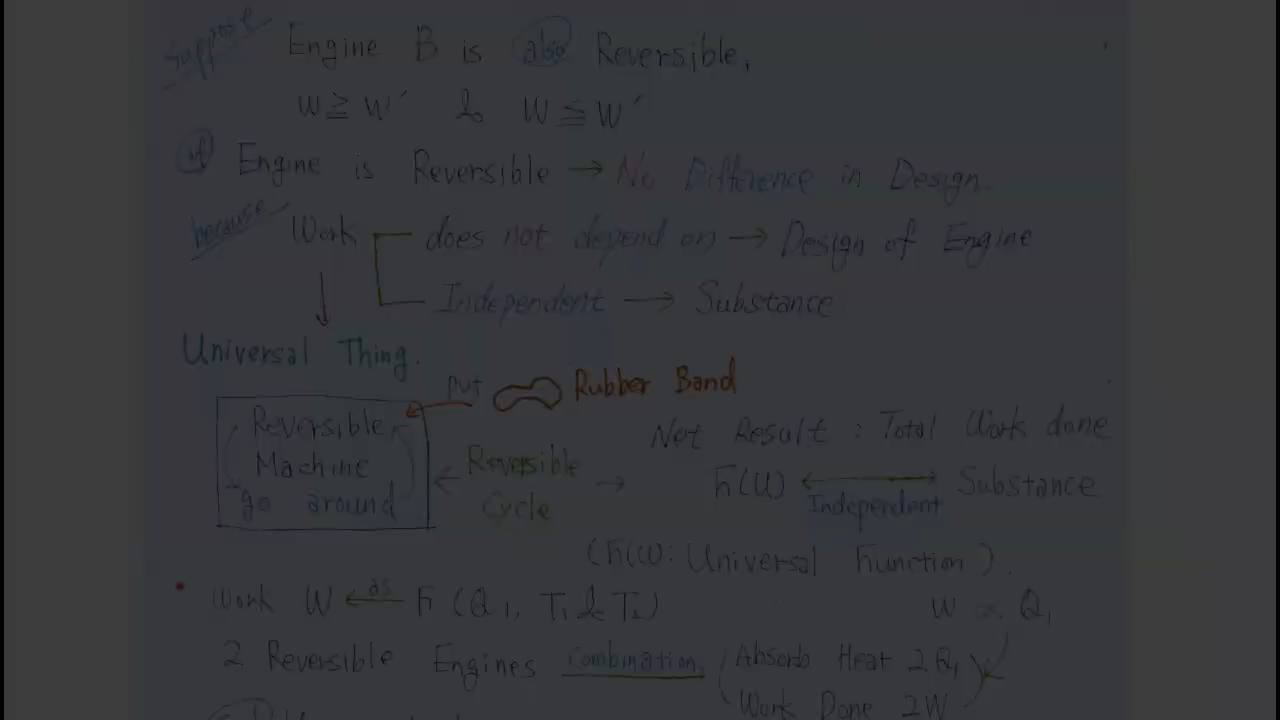 Suppose Engine B is also Reversible,
W ≧ W′ & W ≦ W′
if Engine is Reversible → No Difference in Design.
because Work does not depend on → Design of Engine
Independent → Substance
Universal Thing.
put Rubber Band
Reversible
Machine
go around
← Reversible
Cycle →
Net Result : Total Work done
F(U) ↔ Substance
Independent
(F(U): Universal Function).
Work W ← as F (Q1, T1 & T2)
W ∝ Q1
2 Reversible Engines Combination, (Absorb Heat 2Q1
Work Done 2W)